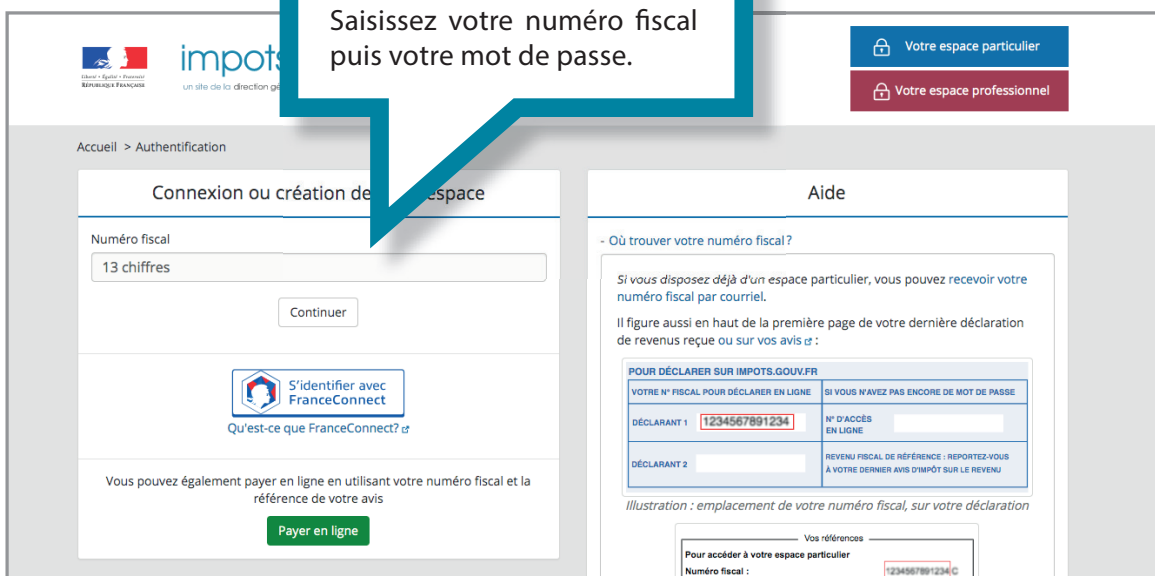 Saisissez votre numéro fiscal
puis votre mot de passe.
Liberté • Égalité • Fraternité
RÉPUBLIQUE FRANÇAISE
impots
un site de la direction
Votre espace particulier
Votre espace professionnel
Accueil > Authentification
Connexion ou création de espace
Numéro fiscal
13 chiffres
Continuer
S'identifier avec
FranceConnect
Qu'est-ce que FranceConnect?
Vous pouvez également payer en ligne en utilisant votre numéro fiscal et la
référence de votre avis
Payer en ligne
Aide
- Où trouver votre numéro fiscal?
Si vous disposez déjà d'un espace particulier, vous pouvez recevoir votre
numéro fiscal par courriel.
Il figure aussi en haut de la première page de votre dernière déclaration
de revenus reçue ou sur vos avis :
POUR DÉCLARER SUR IMPOTS.GOUV.FR
VOTRE N° FISCAL POUR DÉCLARER EN LIGNE SI VOUS N'AVEZ PAS ENCORE DE MOT DE PASSE
DÉCLARANT 1 1234567891234 N° D'ACCÈS
EN LIGNE
DÉCLARANT 2 REVENU FISCAL DE RÉFÉRENCE : REPORTEZ-VOUS
À VOTRE DERNIER AVIS D'IMPÔT SUR LE REVENU
Illustration : emplacement de votre numéro fiscal, sur votre déclaration
Vos références
Pour accéder à votre espace particulier
Numéro fiscal : 1234567891234 C